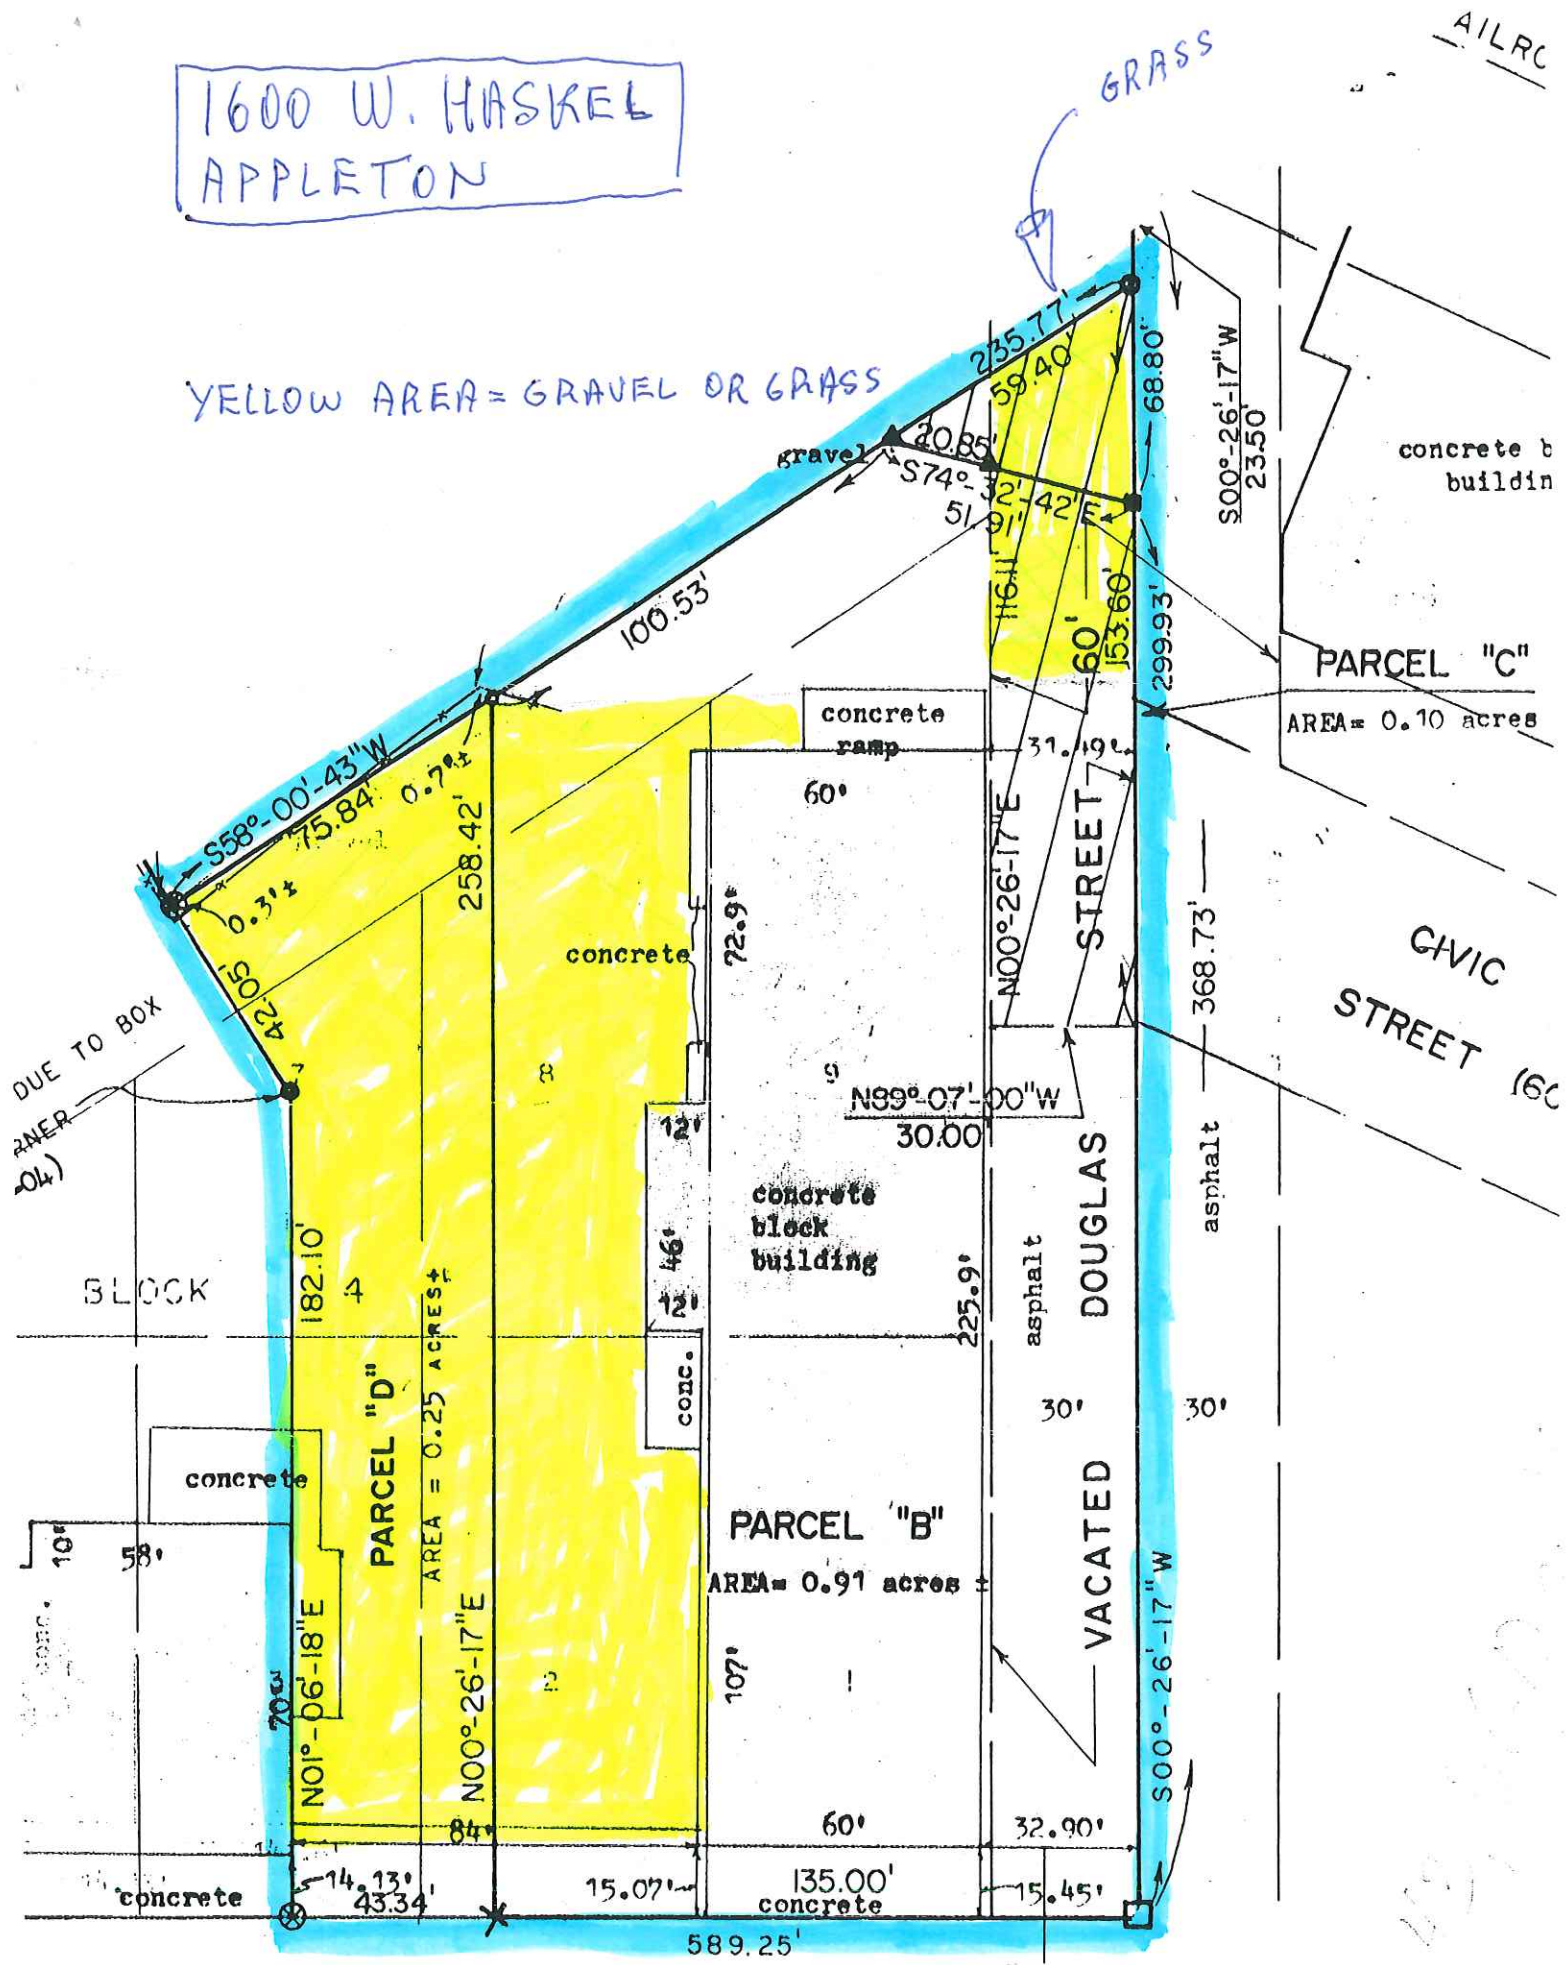 AILRC
GRASS
1600 W. HASKEL
APPLETON
YELLOW AREA = GRAVEL OR GRASS
235.77'
59.40'
68.80'
S00°-26'-17"W
23.50'
gravel
20.85'
S74°-32'-42"E
51.91'
concrete b
buildin
116.11'
60'
153.60'
299.93'
100.53'
PARCEL "C"
AREA= 0.10 acres
concrete
ramp
31.49'
60'
S58°-00'-43"W
75.84'
0.7'±
258.42'
0.3'±
N00°-26'-17"E
STREET
72.9'
concrete
368.73'
CIVIC
STREET (60
42.05'
DUE TO BOX
RNER
-04)
8
9
N89°-07'-00"W
30.00
12'
concrete
block
building
46'
12'
225.9'
asphalt
DOUGLAS
asphalt
BLOCK
4
182.10'
AREA = 0.25 ACRES±
PARCEL "D"
conc.
30'
30'
concrete
58'
10'
conc.
PARCEL "B"
AREA= 0.91 acres ±
VACATED
N01°-06'-18"E
70'
N00°-26'-17"E
2
107'
1
S00°-26'-17"W
84'
60'
32.90'
14.13'
43.34'
15.07'
135.00'
15.45'
concrete
concrete
589.25'